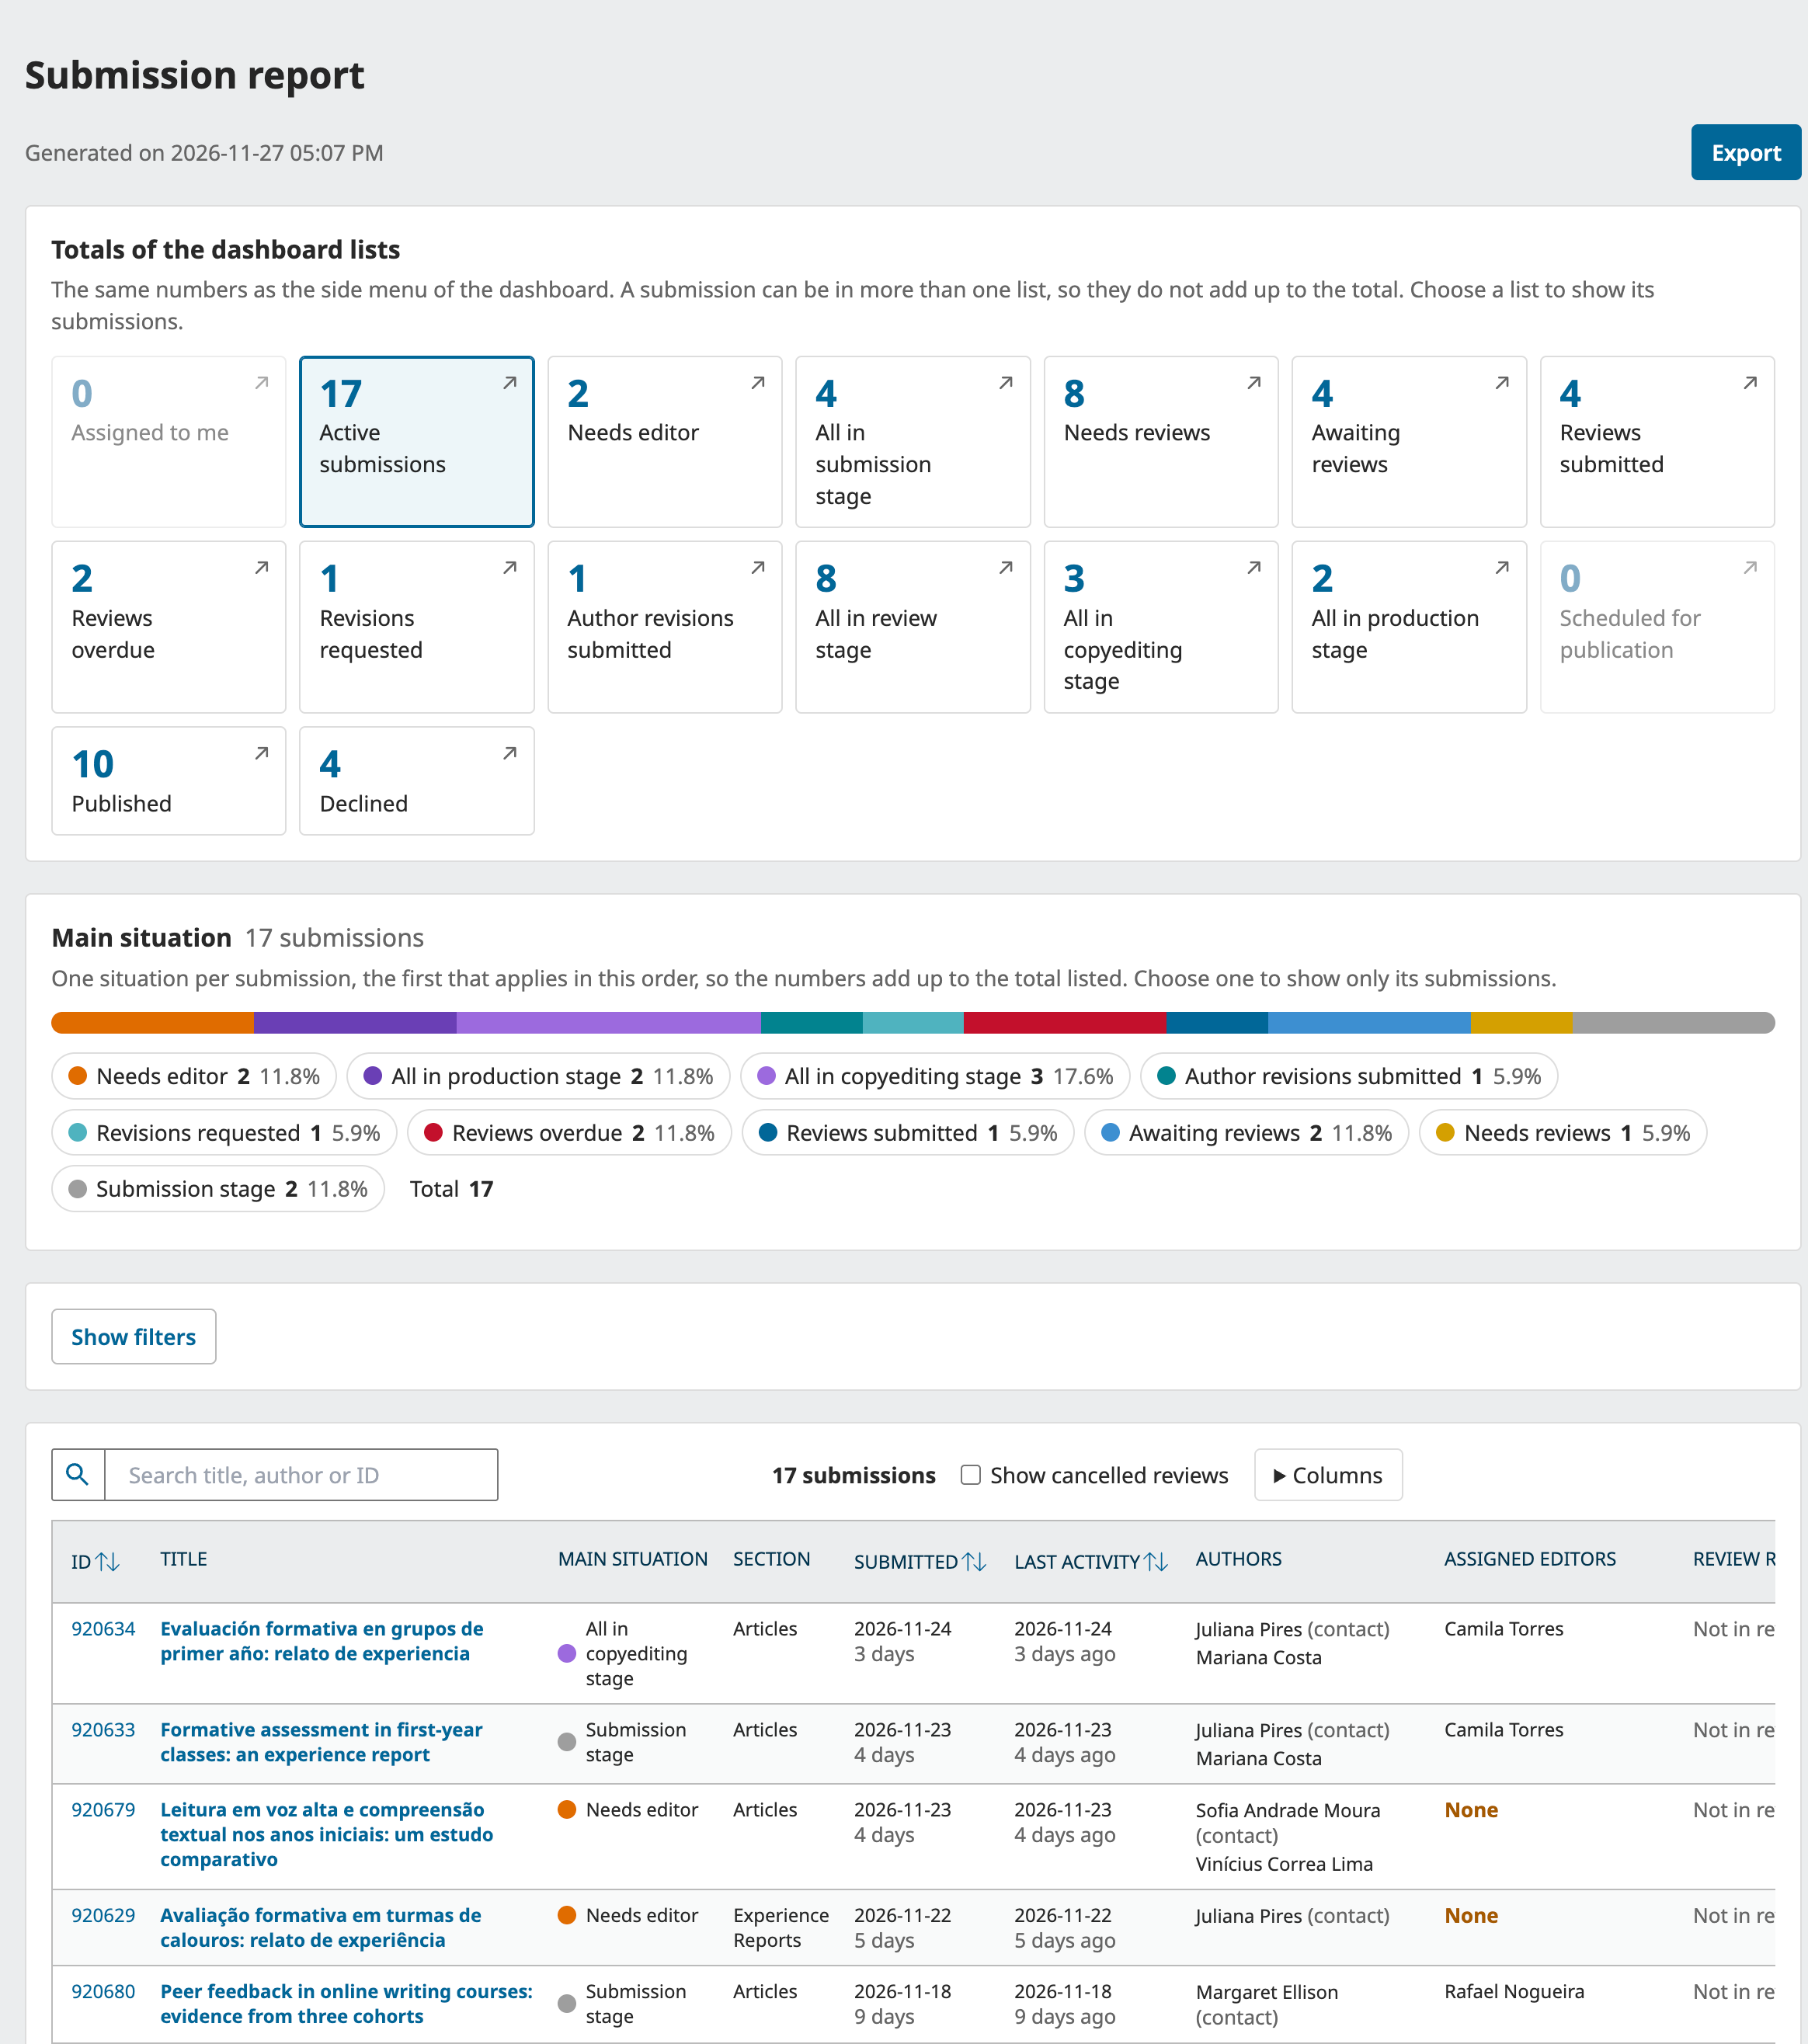 Submission report
Generated on 2026-11-27 05:07 PM
Export
Totals of the dashboard lists
The same numbers as the side menu of the dashboard. A submission can be in more than one list, so they do not add up to the total. Choose a list to show its
submissions.
0
Assigned to me
17
Active
submissions
2
Needs editor
4
All in
submission
stage
8
Needs reviews
4
Awaiting
reviews
4
Reviews
submitted
2
Reviews
overdue
1
Revisions
requested
1
Author revisions
submitted
8
All in review
stage
3
All in
copyediting
stage
2
All in production
stage
0
Scheduled for
publication
10
Published
4
Declined
Main situation 17 submissions
One situation per submission, the first that applies in this order, so the numbers add up to the total listed. Choose one to show only its submissions.
Needs editor 2 11.8% All in production stage 2 11.8% All in copyediting stage 3 17.6% Author revisions submitted 1 5.9%
Revisions requested 1 5.9% Reviews overdue 2 11.8% Reviews submitted 1 5.9% Awaiting reviews 2 11.8% Needs reviews 1 5.9%
Submission stage 2 11.8% Total 17
Show filters
Search title, author or ID
17 submissions Show cancelled reviews Columns
ID TITLE MAIN SITUATION SECTION SUBMITTED LAST ACTIVITY AUTHORS ASSIGNED EDITORS REVIEW R
920634
Evaluación formativa en grupos de
primer año: relato de experiencia
All in
copyediting
stage
Articles
2026-11-24
3 days
2026-11-24
3 days ago
Juliana Pires (contact)
Mariana Costa
Camila Torres
Not in re
920633
Formative assessment in first-year
classes: an experience report
Submission
stage
Articles
2026-11-23
4 days
2026-11-23
4 days ago
Juliana Pires (contact)
Mariana Costa
Camila Torres
Not in re
920679
Leitura em voz alta e compreensão
textual nos anos iniciais: um estudo
comparativo
Needs editor
Articles
2026-11-23
4 days
2026-11-23
4 days ago
Sofia Andrade Moura
(contact)
Vinícius Correa Lima
None
Not in re
920629
Avaliação formativa em turmas de
calouros: relato de experiência
Needs editor
Experience
Reports
2026-11-22
5 days
2026-11-22
5 days ago
Juliana Pires (contact)
None
Not in re
920680
Peer feedback in online writing courses:
evidence from three cohorts
Submission
stage
Articles
2026-11-18
9 days
2026-11-18
9 days ago
Margaret Ellison
(contact)
Rafael Nogueira
Not in re